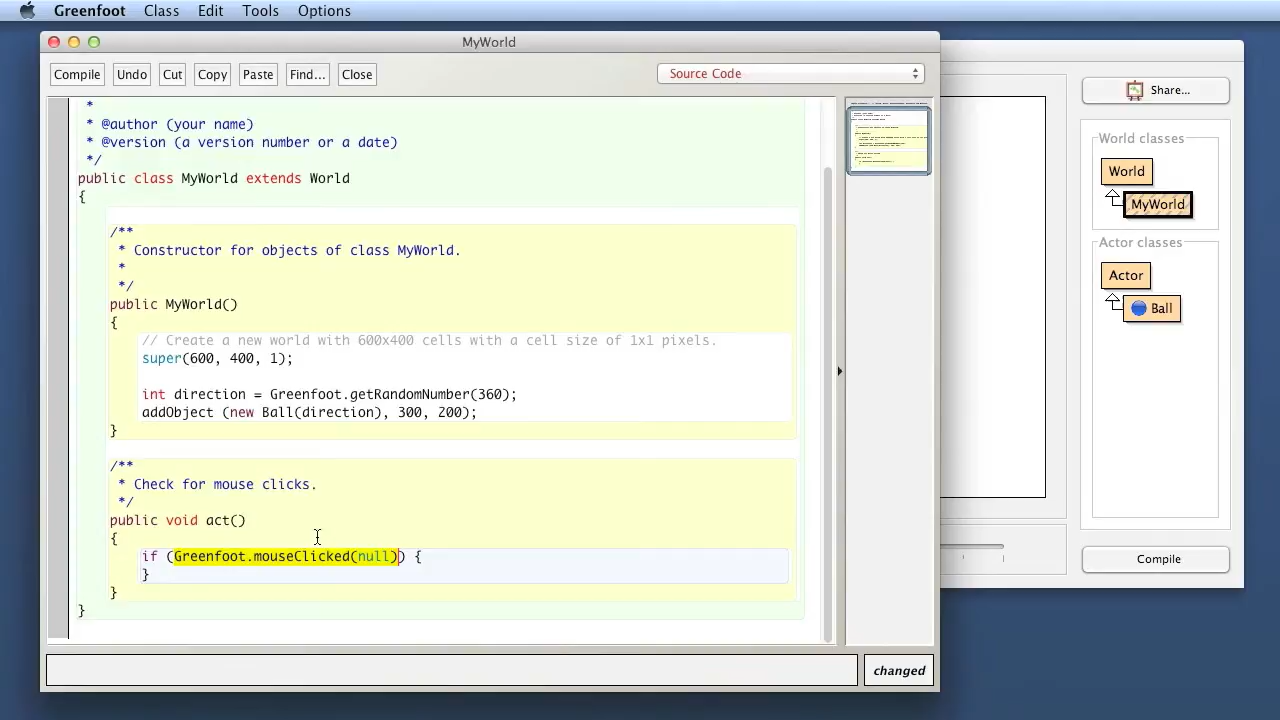 Greenfoot Class Edit Tools Options
MyWorld
Compile Undo Cut Copy Paste Find... Close Source Code
*
* @author (your name)
* @version (a version number or a date)
*/
public class MyWorld extends World
{
/**
* Constructor for objects of class MyWorld.
*
*/
public MyWorld()
{
// Create a new world with 600x400 cells with a cell size of 1x1 pixels.
super(600, 400, 1);
int direction = Greenfoot.getRandomNumber(360);
addObject (new Ball(direction), 300, 200);
}
/**
* Check for mouse clicks.
*/
public void act()
{
if (Greenfoot.mouseClicked(null)) {
}
}
}
changed
Share...
World classes
World
MyWorld
Actor classes
Actor
Ball
Compile